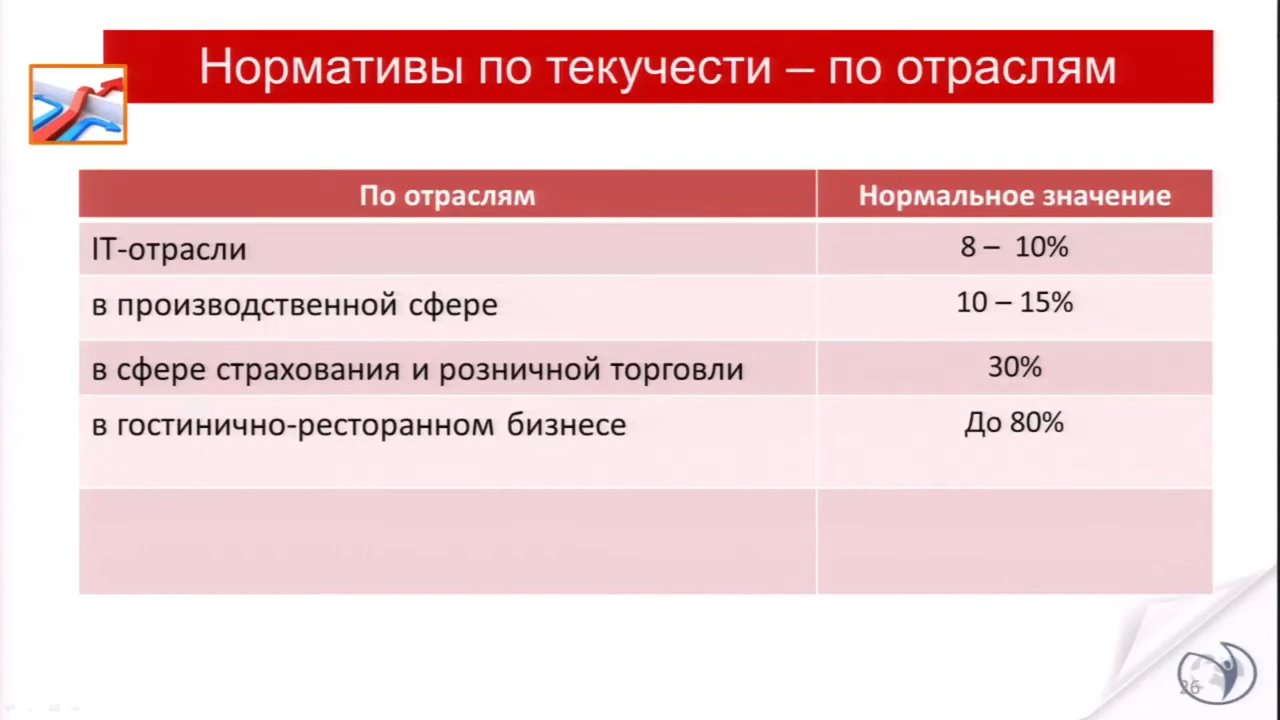 Нормативы по текучести – по отраслям
По отраслям Нормальное значение
IT-отрасли 8 – 10%
в производственной сфере 10 – 15%
в сфере страхования и розничной торговли 30%
в гостинично-ресторанном бизнесе До 80%
26